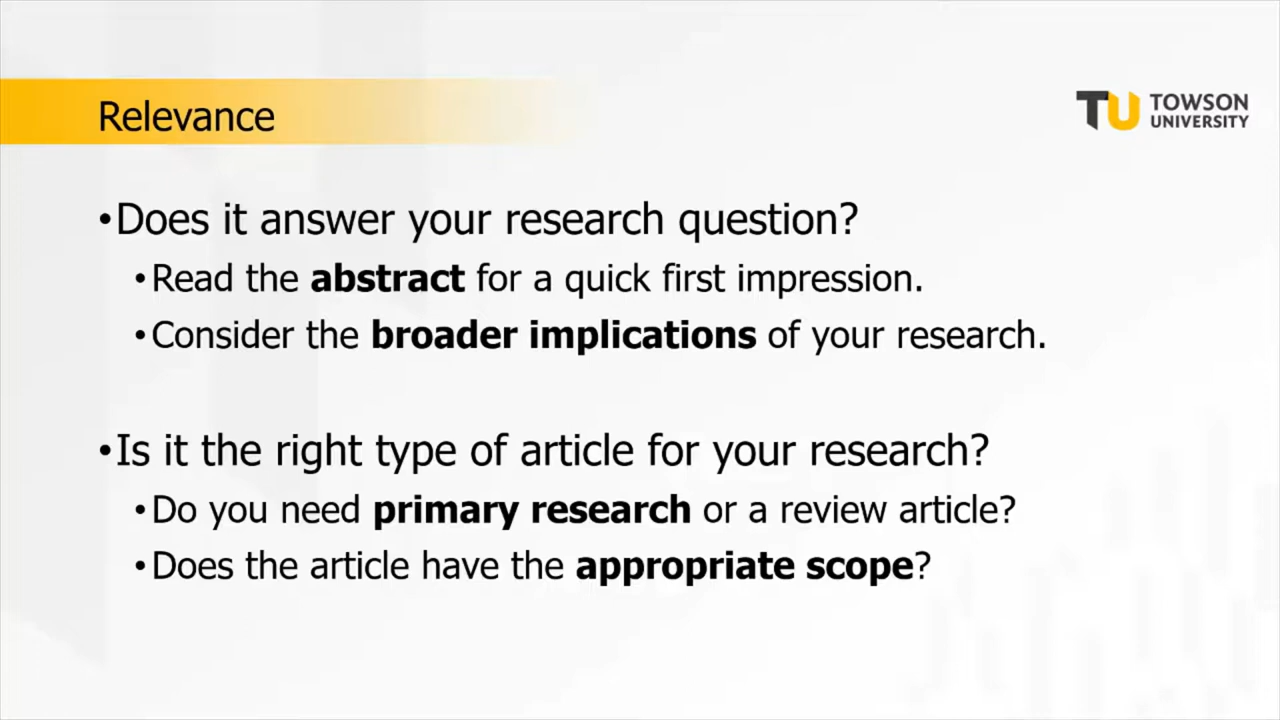 Relevance
TU TOWSON
UNIVERSITY
•Does it answer your research question?
•Read the abstract for a quick first impression.
•Consider the broader implications of your research.
•Is it the right type of article for your research?
•Do you need primary research or a review article?
•Does the article have the appropriate scope?